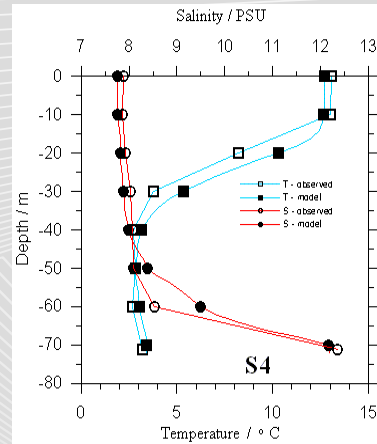 Salinity / PSU
7 8 9 10 11 12 13
0
-10
-20
-30
-40
-50
-60
-70
-80
Depth / m
T - observed
T - model
S - observed
S - model
S4
0 5 10 15
Temperature / ° C